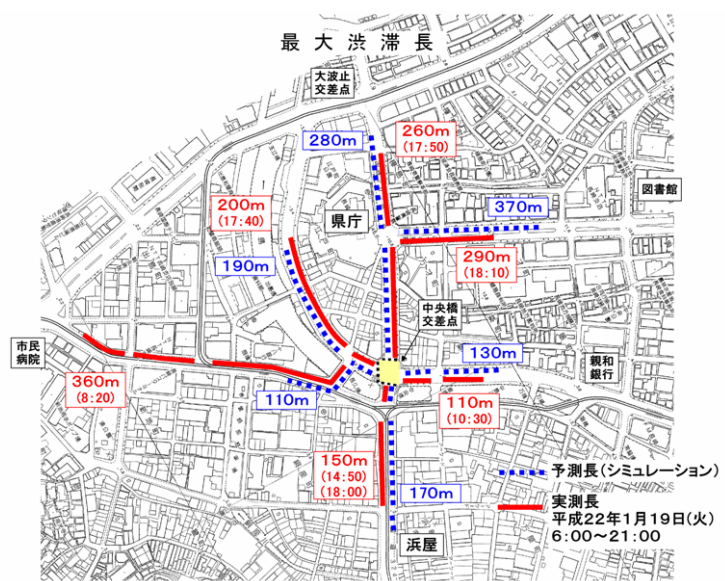 最大渋滞長
大波止
交差点
280m
260m
(17:50)
図書館
200m
(17:40)
県庁
370m
190m
290m
(18:10)
中央橋
交差点
市民
病院
130m
親和
銀行
360m
(8:20)
110m
110m
(10:30)
150m
(14:50)
(18:00)
170m
予測長(シミュレーション)
実測長
平成22年1月19日(火)
6:00~21:00
浜屋